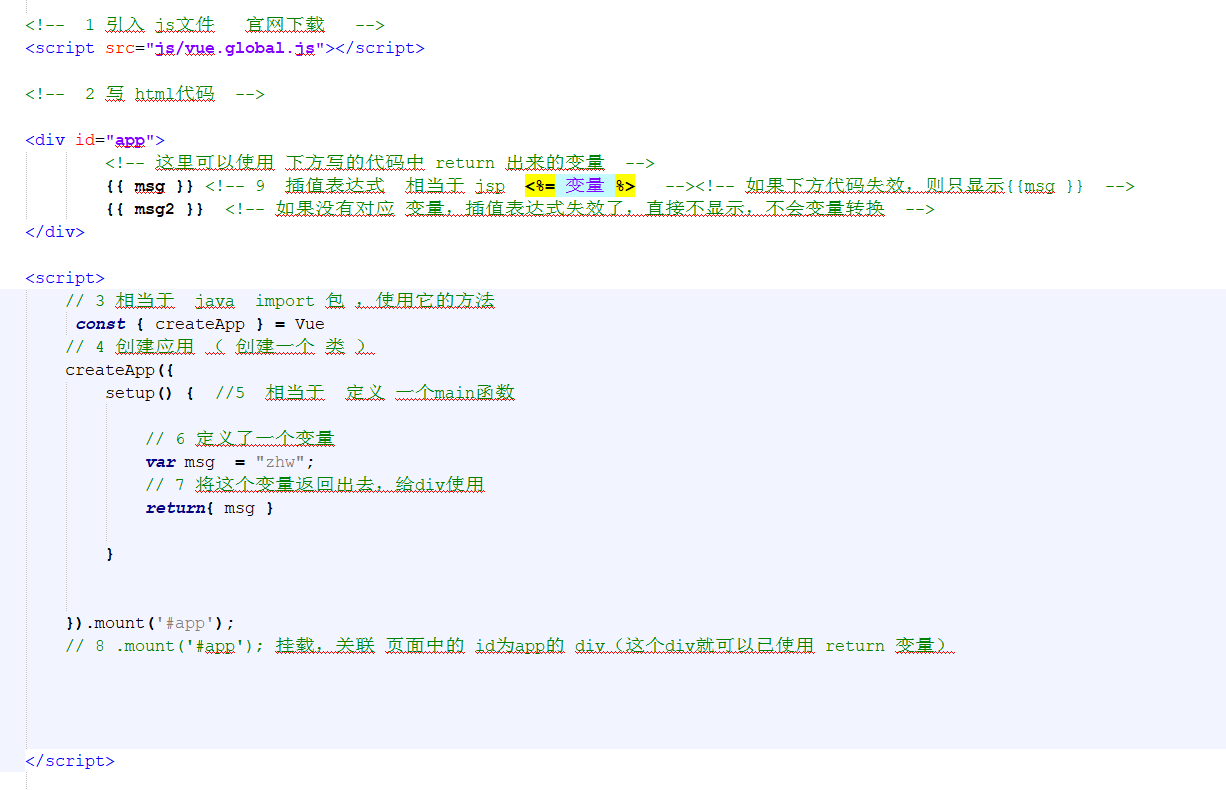 <!--  1 引入 js文件   官网下载   -->
<script src="js/vue.global.js"></script>
<!--  2 写 html代码  -->
<div id="app">
<!-- 这里可以使用 下方写的代码中 return 出来的变量  -->
{{ msg }} <!-- 9  插值表达式  相当于 jsp  <%= 变量 %>   --><!-- 如果下方代码失效，则只显示{{msg }}  -->
{{ msg2 }}  <!-- 如果没有对应 变量，插值表达式失效了，直接不显示，不会变量转换  -->
</div>
<script>
// 3 相当于  java  import 包 ，使用它的方法
const { createApp } = Vue
// 4 创建应用 （ 创建一个 类 ）
createApp({
setup() {  //5  相当于  定义 一个main函数
// 6 定义了一个变量
var msg  = "zhw";
// 7 将这个变量返回出去，给div使用
return{ msg }
}
}).mount('#app');
// 8 .mount('#app'); 挂载，关联 页面中的 id为app的 div（这个div就可以已使用 return 变量）
</script>